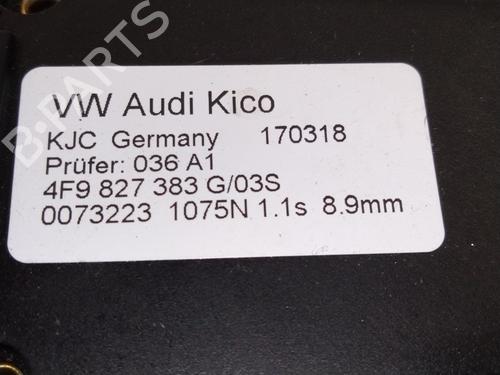 B-PARTS
VW Audi Kico
KJC Germany 170318
Prüfer: 036 A1
4F9 827 383 G/03S
0073223 1075N 1.1s 8.9mm